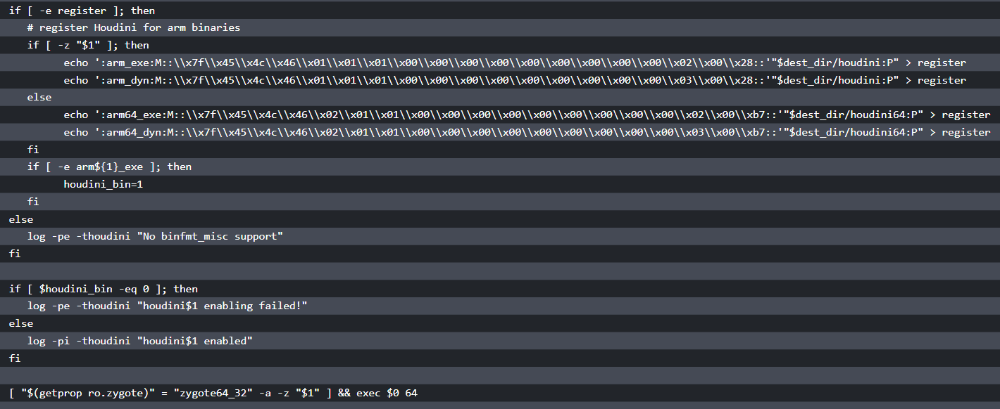 if [ -e register ]; then
   # register Houdini for arm binaries
   if [ -z "$1" ]; then
         echo ':arm_exe:M::\\x7f\\x45\\x4c\\x46\\x01\\x01\\x01\\x00\\x00\\x00\\x00\\x00\\x00\\x00\\x00\\x00\\x02\\x00\\x28::'"$dest_dir/houdini:P" > register
         echo ':arm_dyn:M::\\x7f\\x45\\x4c\\x46\\x01\\x01\\x01\\x00\\x00\\x00\\x00\\x00\\x00\\x00\\x00\\x00\\x03\\x00\\x28::'"$dest_dir/houdini:P" > register
   else
         echo ':arm64_exe:M::\\x7f\\x45\\x4c\\x46\\x02\\x01\\x01\\x00\\x00\\x00\\x00\\x00\\x00\\x00\\x00\\x00\\x02\\x00\\xb7::'"$dest_dir/houdini64:P" > register
         echo ':arm64_dyn:M::\\x7f\\x45\\x4c\\x46\\x02\\x01\\x01\\x00\\x00\\x00\\x00\\x00\\x00\\x00\\x00\\x00\\x03\\x00\\xb7::'"$dest_dir/houdini64:P" > register
   fi
   if [ -e arm${1}_exe ]; then
         houdini_bin=1
   fi
else
   log -pe -thoudini "No binfmt_misc support"
fi
if [ $houdini_bin -eq 0 ]; then
   log -pe -thoudini "houdini$1 enabling failed!"
else
   log -pi -thoudini "houdini$1 enabled"
fi
[ "$(getprop ro.zygote)" = "zygote64_32" -a -z "$1" ] && exec $0 64